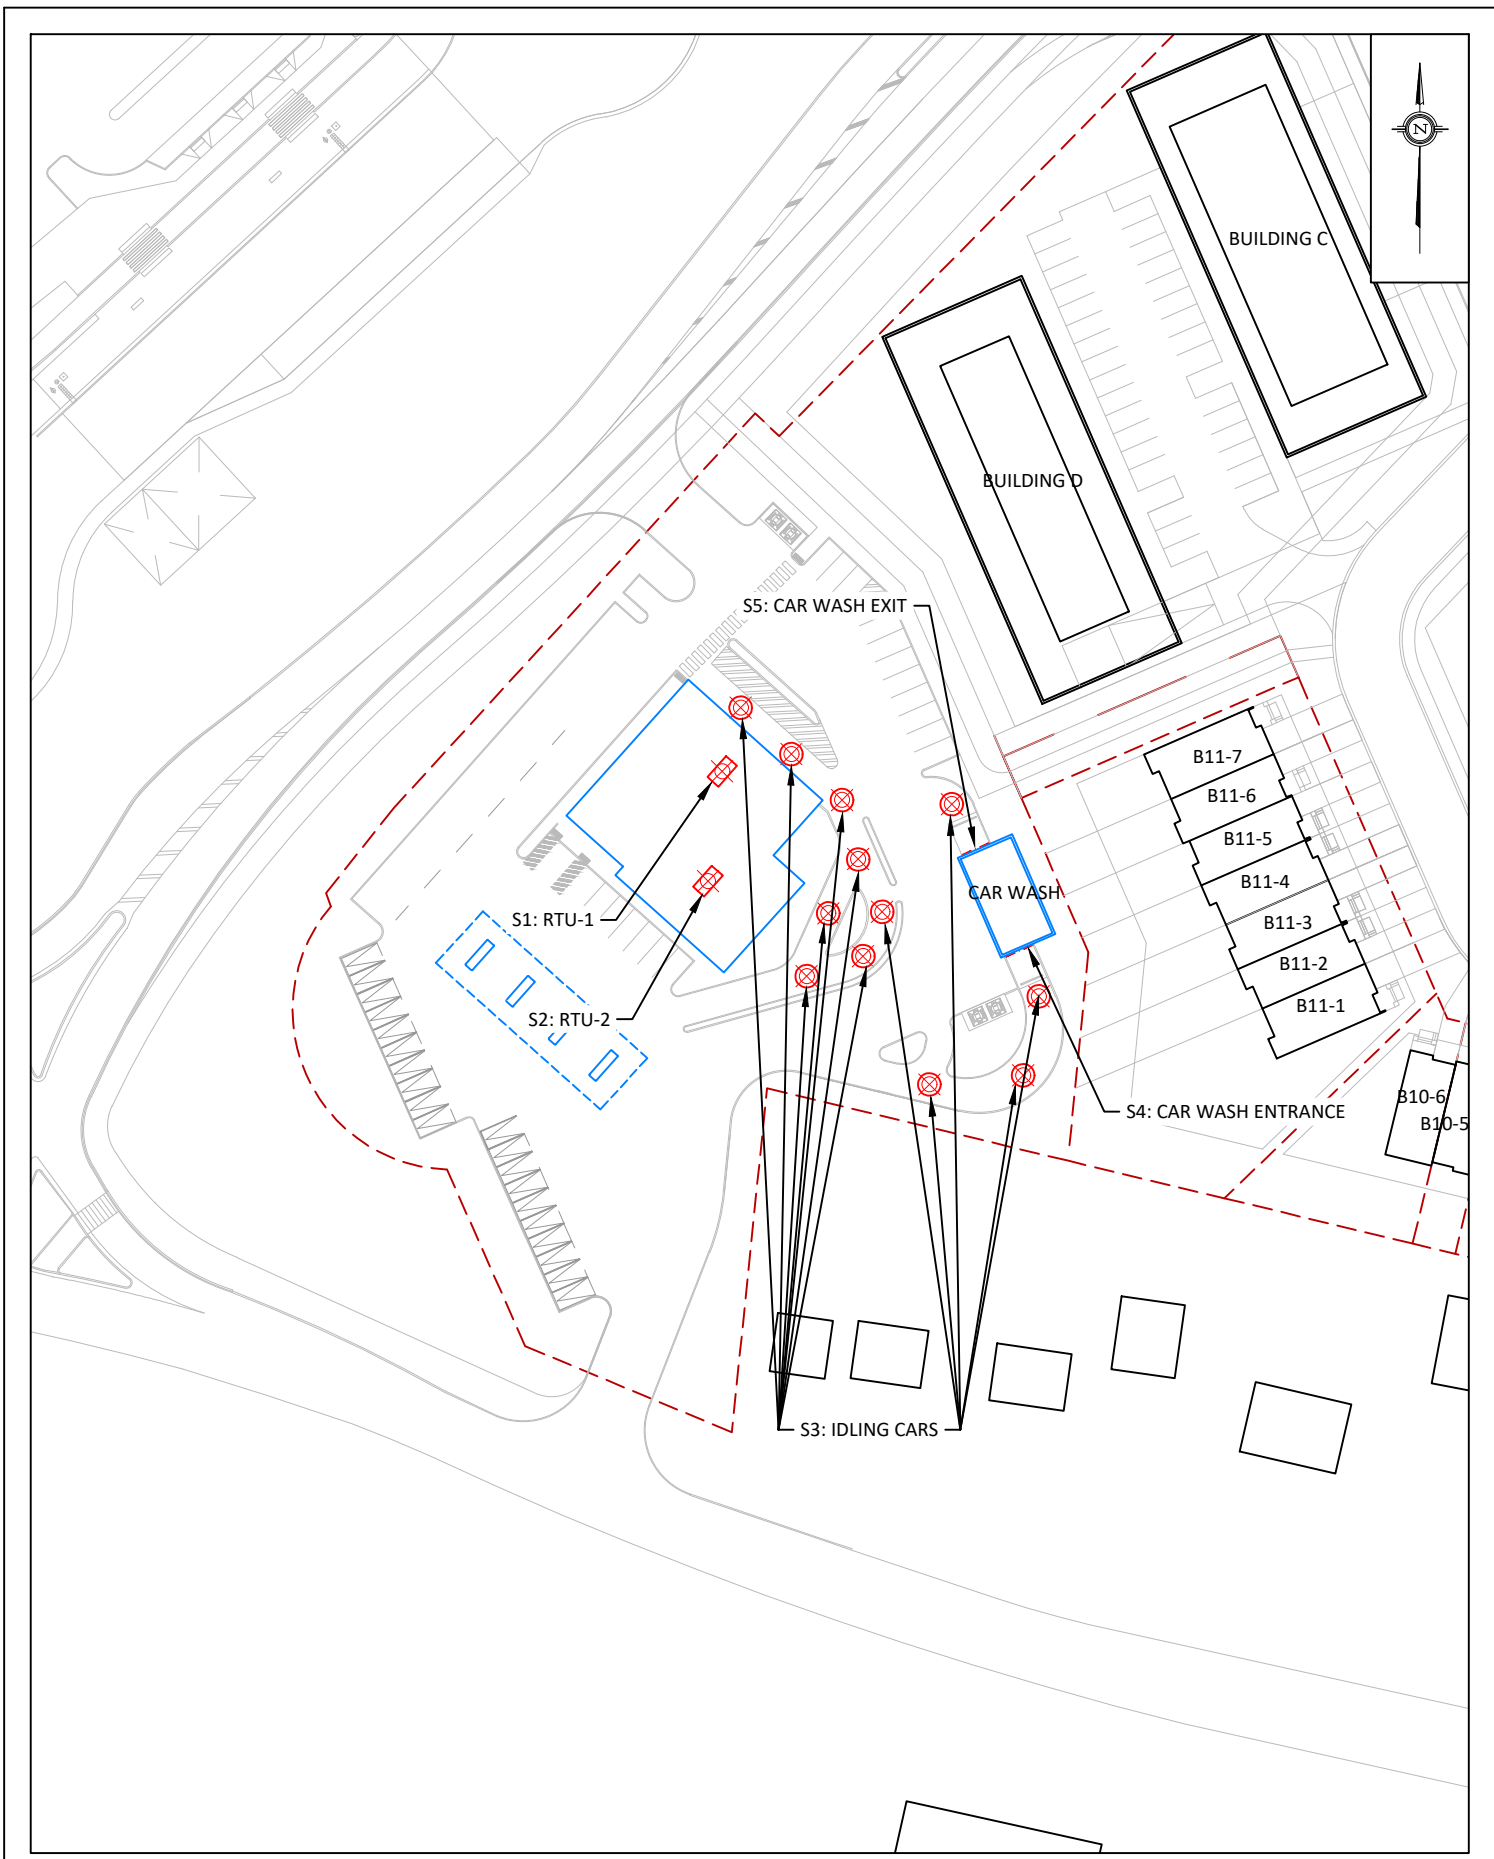 N
BUILDING C
BUILDING D
S5: CAR WASH EXIT
B11-7
B11-6
B11-5
B11-4
B11-3
B11-2
B11-1
CAR WASH
S1: RTU-1
S2: RTU-2
B10-6
B10-5
S4: CAR WASH ENTRANCE
S3: IDLING CARS